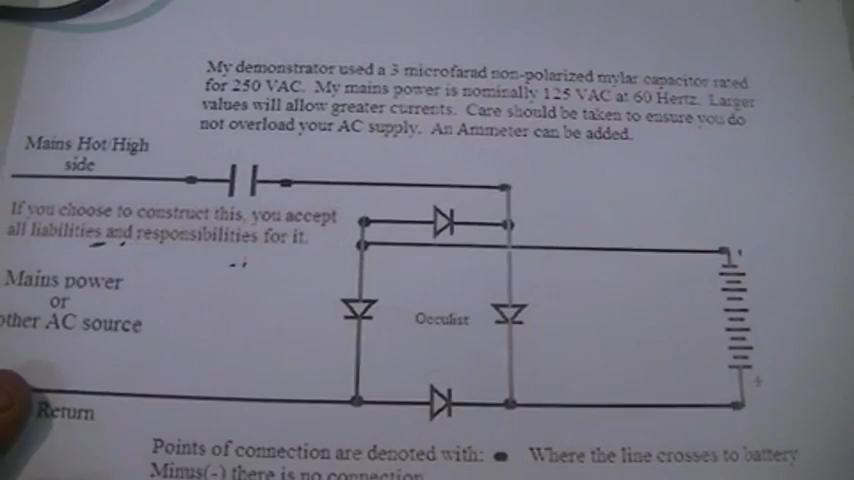 My demonstrator used a 3 microfarad non-polarized mylar capacitor rated
for 250 VAC. My mains power is nominally 125 VAC at 60 Hertz. Larger
values will allow greater currents. Care should be taken to ensure you do
not overload your AC supply. An Ammeter can be added.
Mains Hot/High
side
If you choose to construct this, you accept
all liabilities and responsibilities for it.
Mains power
or
other AC source
Occulist
-
+
Return
Points of connection are denoted with: ● Where the line crosses to battery
Minus(-) there is no connection